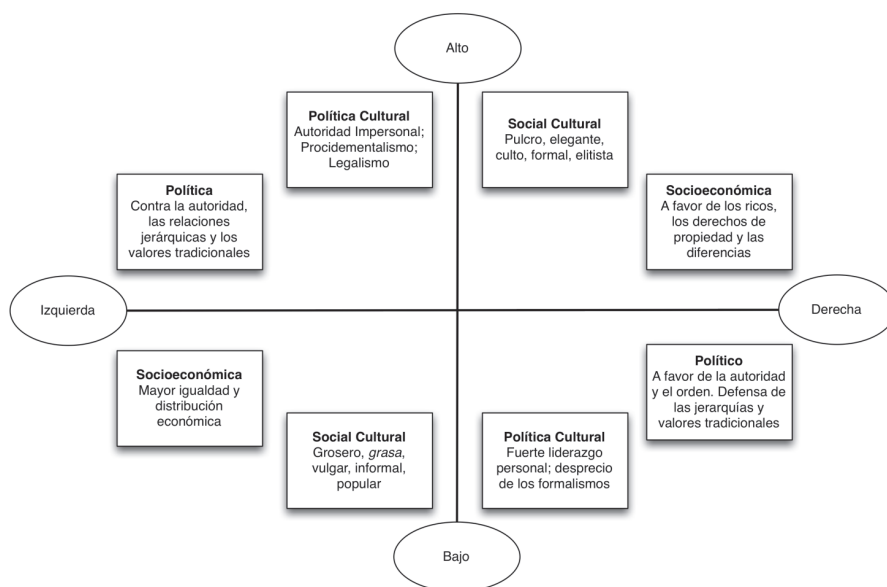 Alto
Política Cultural
Autoridad Impersonal;
Procidementalismo;
Legalismo
Social Cultural
Pulcro, elegante,
culto, formal, elitista
Política
Contra la autoridad,
las relaciones
jerárquicas y los
valores tradicionales
Socioeconómica
A favor de los ricos,
los derechos de
propiedad y las
diferencias
Izquierda
Derecha
Socioeconómica
Mayor igualdad y
distribución
económica
Político
A favor de la autoridad
y el orden. Defensa de
las jerarquías y
valores tradicionales
Social Cultural
Grosero, grasa,
vulgar, informal,
popular
Política Cultural
Fuerte liderazgo
personal; desprecio
de los formalismos
Bajo